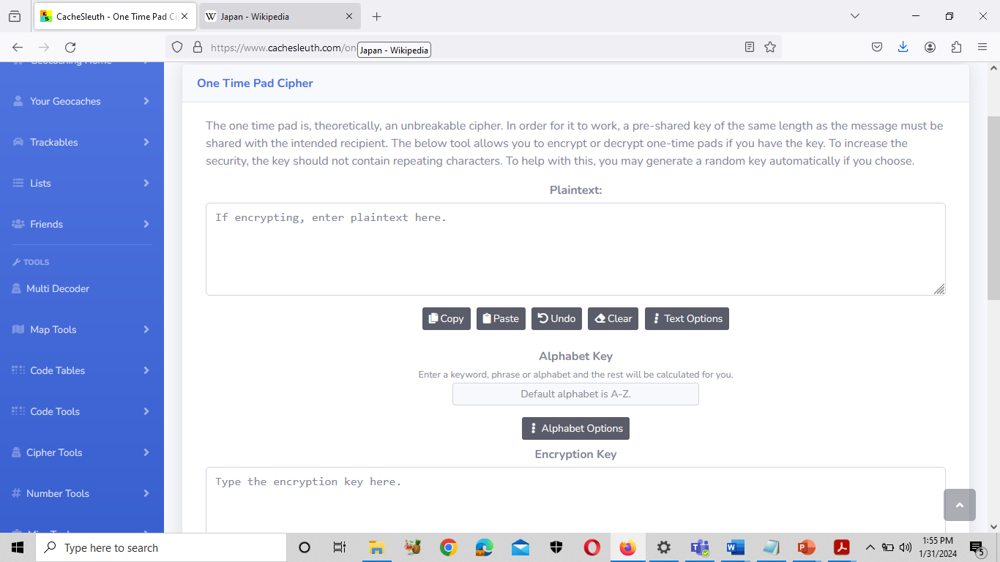 CacheSleuth - One Time Pad Ci
Japan - Wikipedia
https://www.cachesleuth.com/on
Japan - Wikipedia
Geocaching Home
Your Geocaches
Trackables
Lists
Friends
TOOLS
Multi Decoder
Map Tools
Code Tables
Code Tools
Cipher Tools
Number Tools
One Time Pad Cipher
The one time pad is, theoretically, an unbreakable cipher. In order for it to work, a pre-shared key of the same length as the message must be
shared with the intended recipient. The below tool allows you to encrypt or decrypt one-time pads if you have the key. To increase the
security, the key should not contain repeating characters. To help with this, you may generate a random key automatically if you choose.
Plaintext:
If encrypting, enter plaintext here.
Copy Paste Undo Clear Text Options
Alphabet Key
Enter a keyword, phrase or alphabet and the rest will be calculated for you.
Default alphabet is A-Z.
Alphabet Options
Encryption Key
Type the encryption key here.
Type here to search
1:55 PM
1/31/2024
5